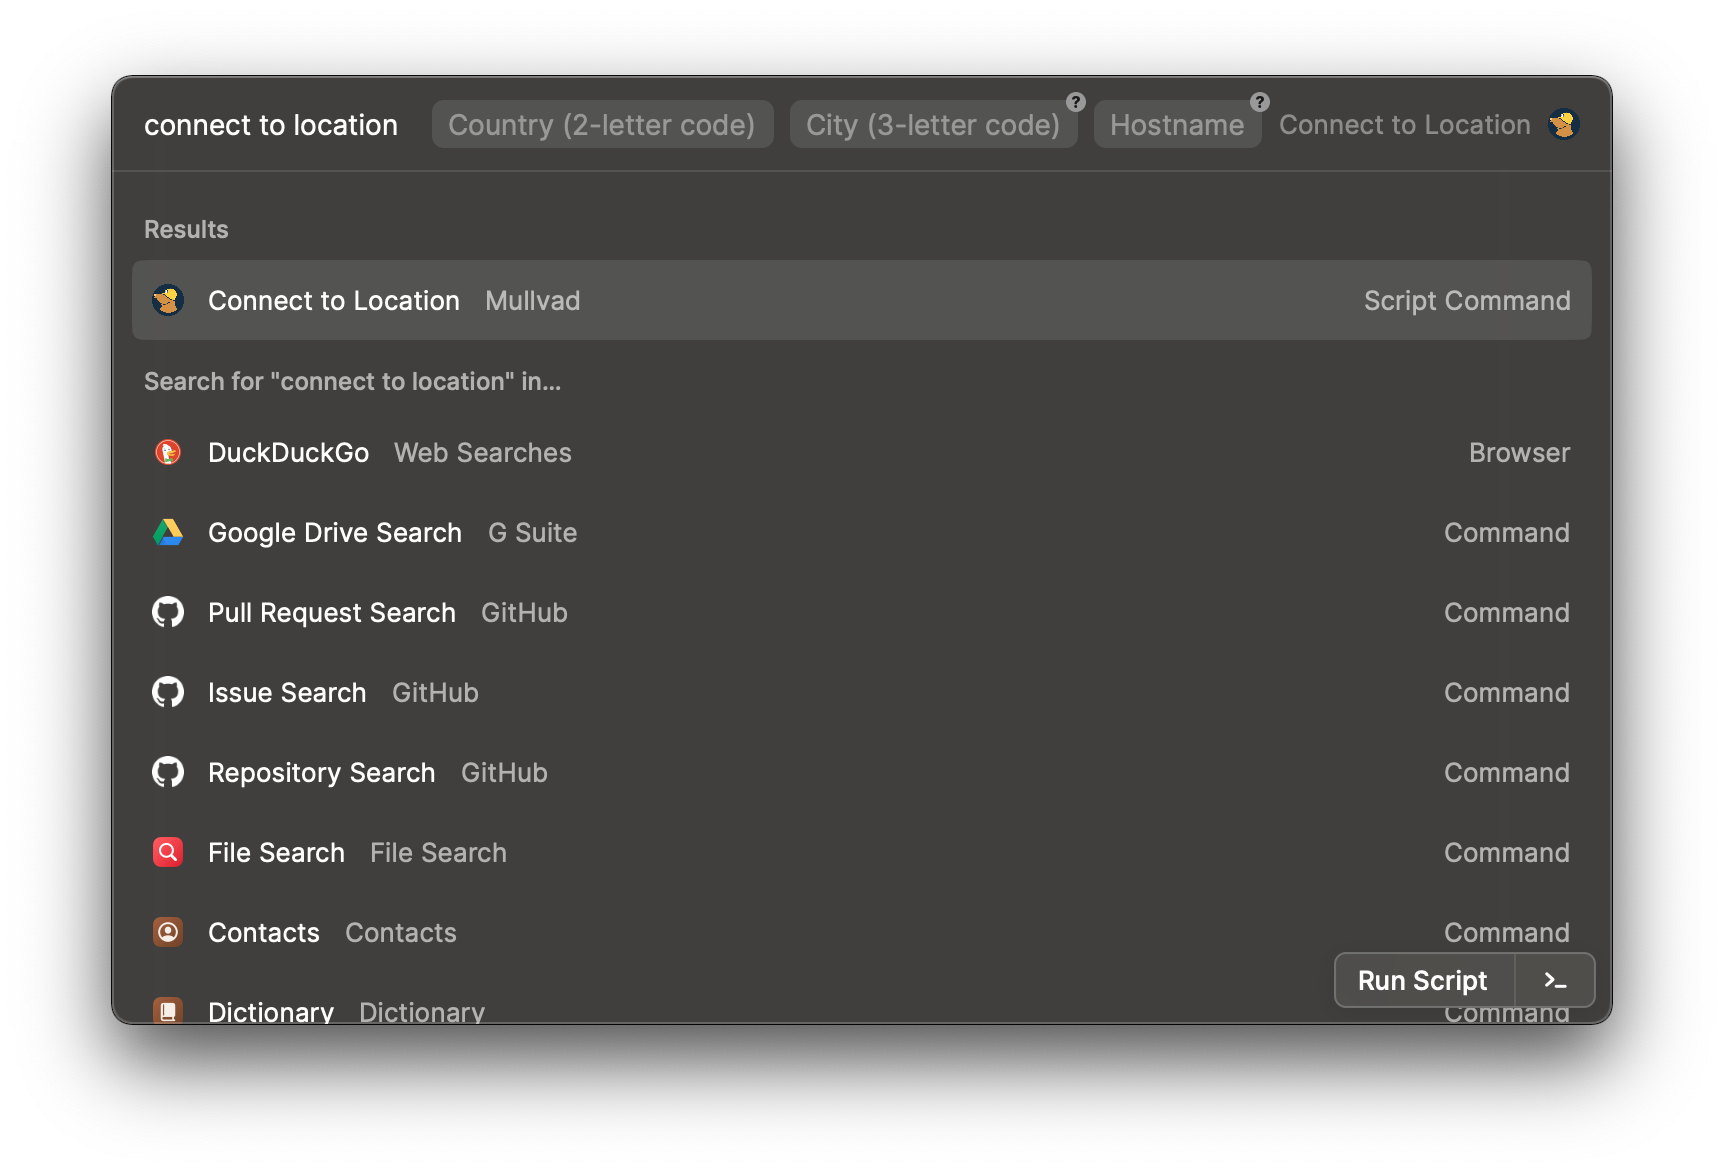 connect to location Country (2-letter code) City (3-letter code) ? Hostname ? Connect to Location
Results
Connect to Location Mullvad Script Command
Search for "connect to location" in...
DuckDuckGo Web Searches Browser
Google Drive Search G Suite Command
Pull Request Search GitHub Command
Issue Search GitHub Command
Repository Search GitHub Command
File Search File Search Command
Contacts Contacts Command
Run Script >_
Dictionary Dictionary Command